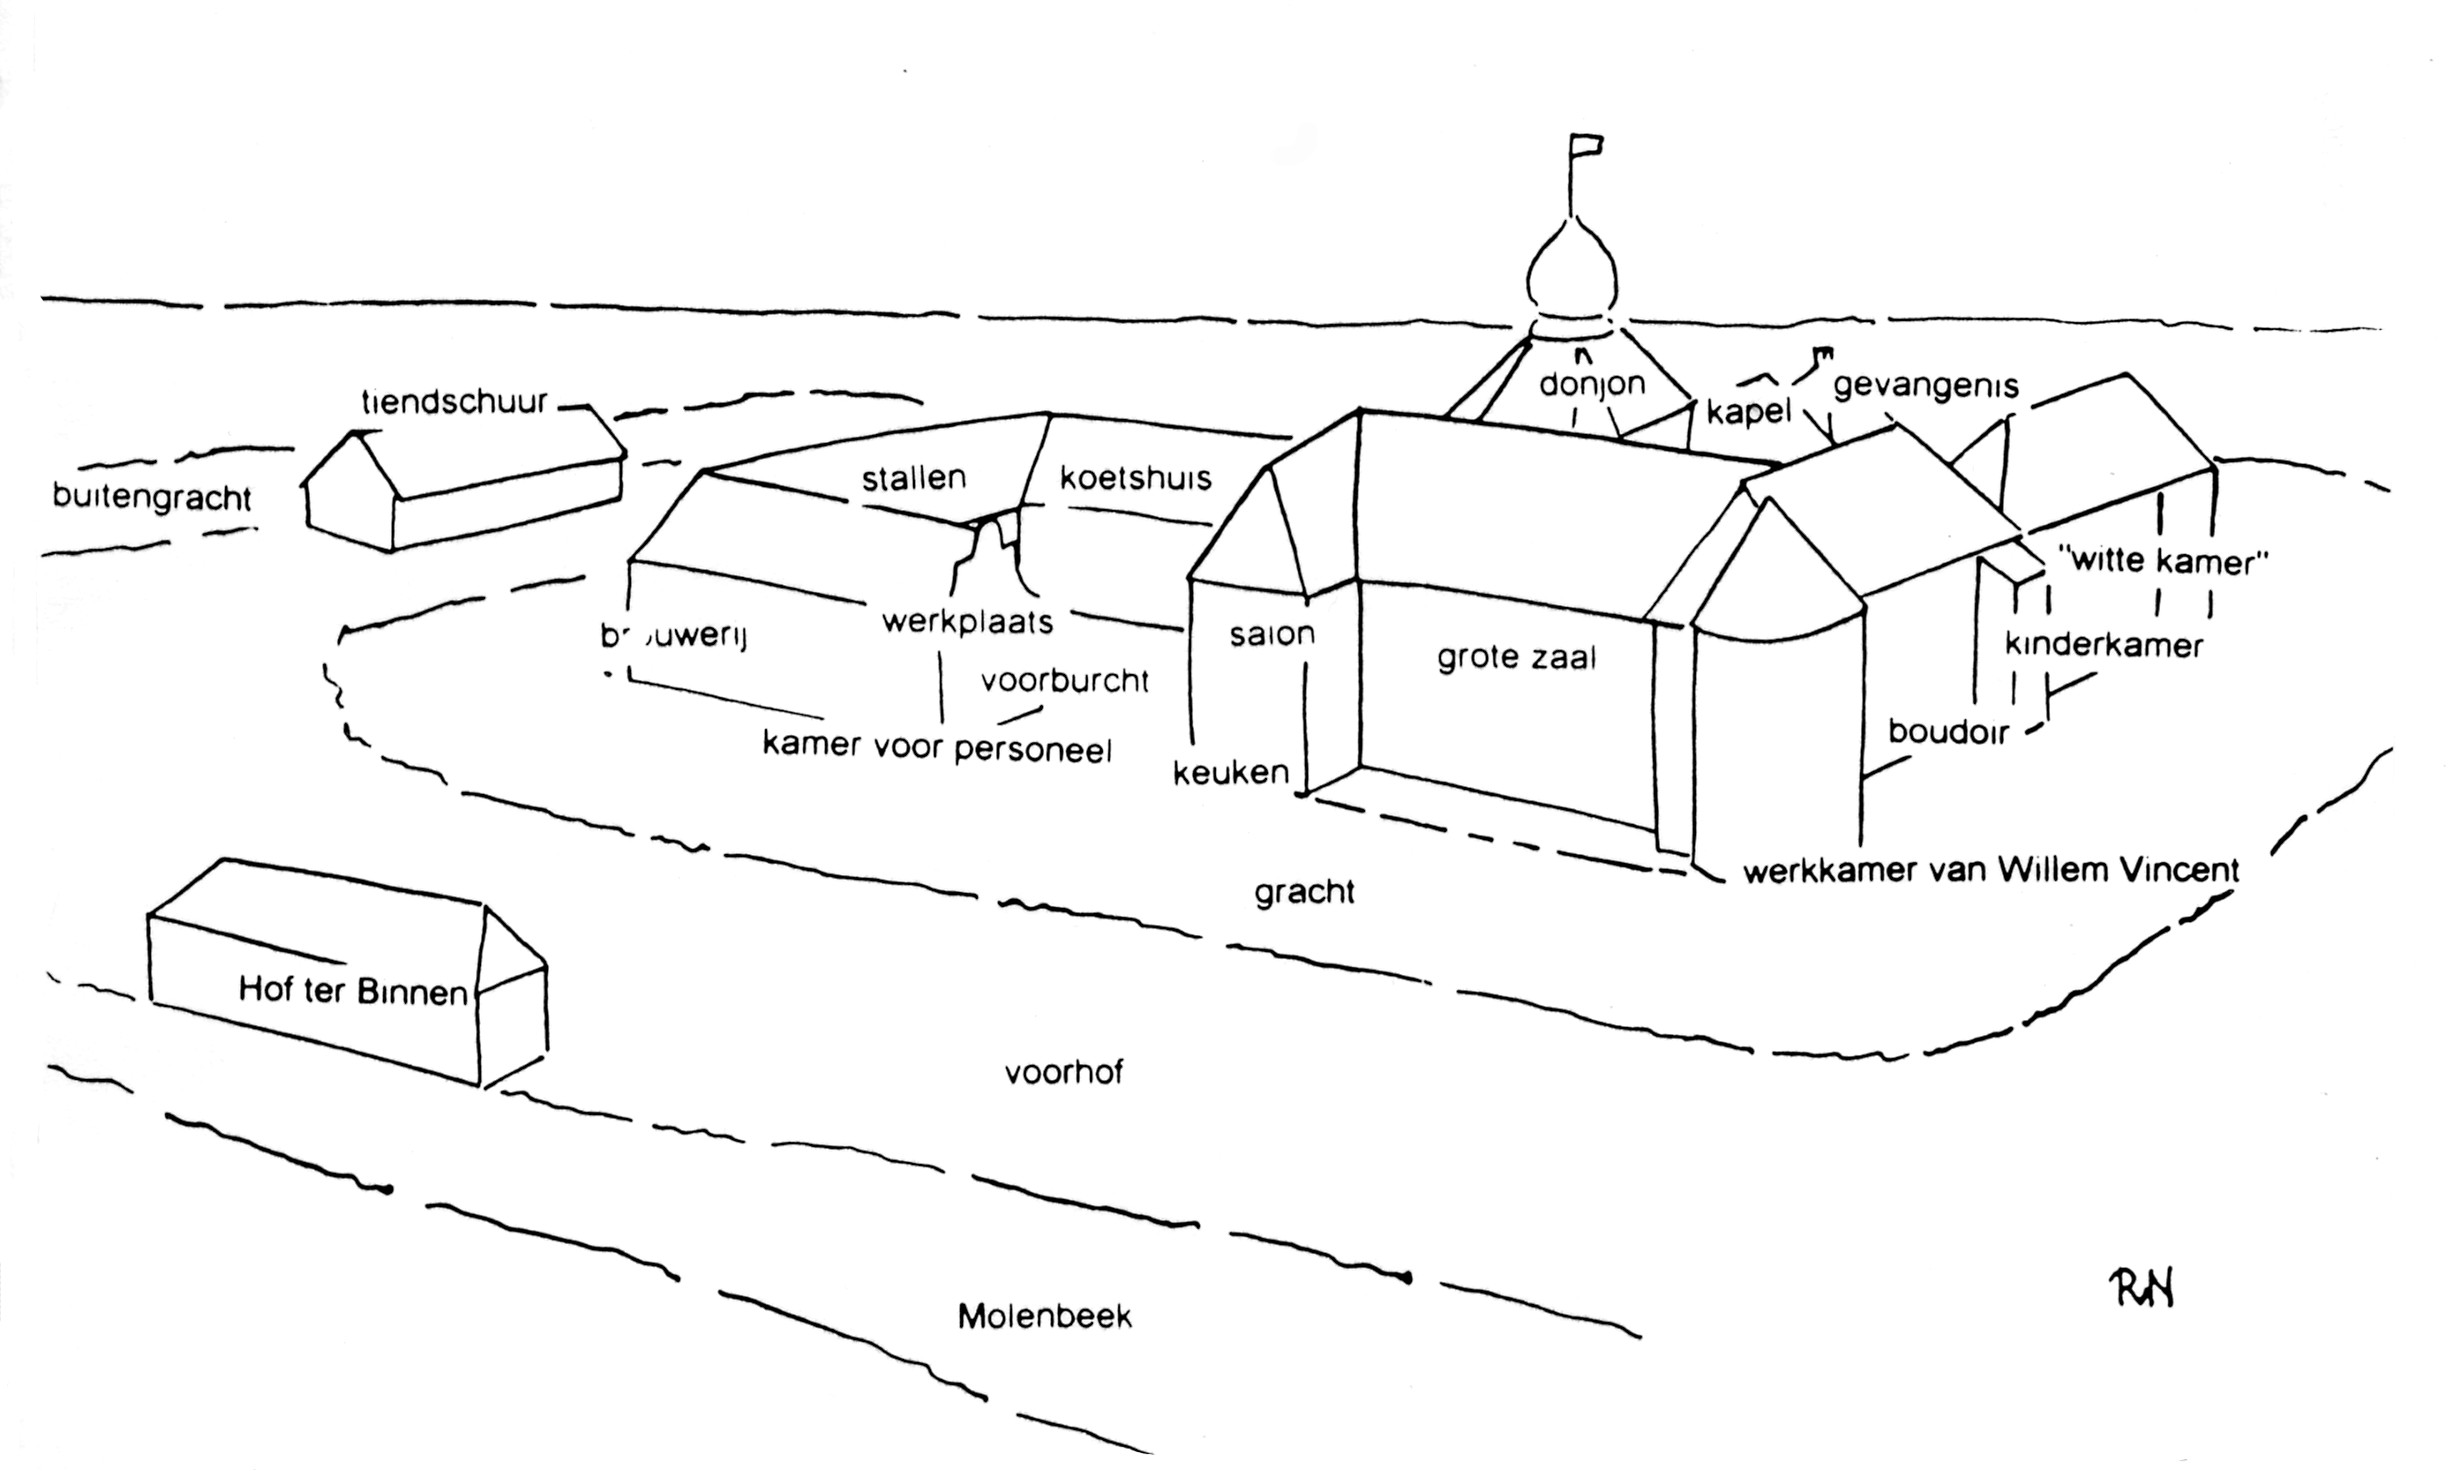 donjon
gevangenis
kapel
tiendschuur
stallen
koetshuis
buitengracht
"witte kamer"
werkplaats
salon
kinderkamer
grote zaal
voorburcht
boudoir
kamer voor personeel
keuken
werkkamer van Willem Vincent
gracht
Hof ter Binnen
voorhof
RN
Molenbeek